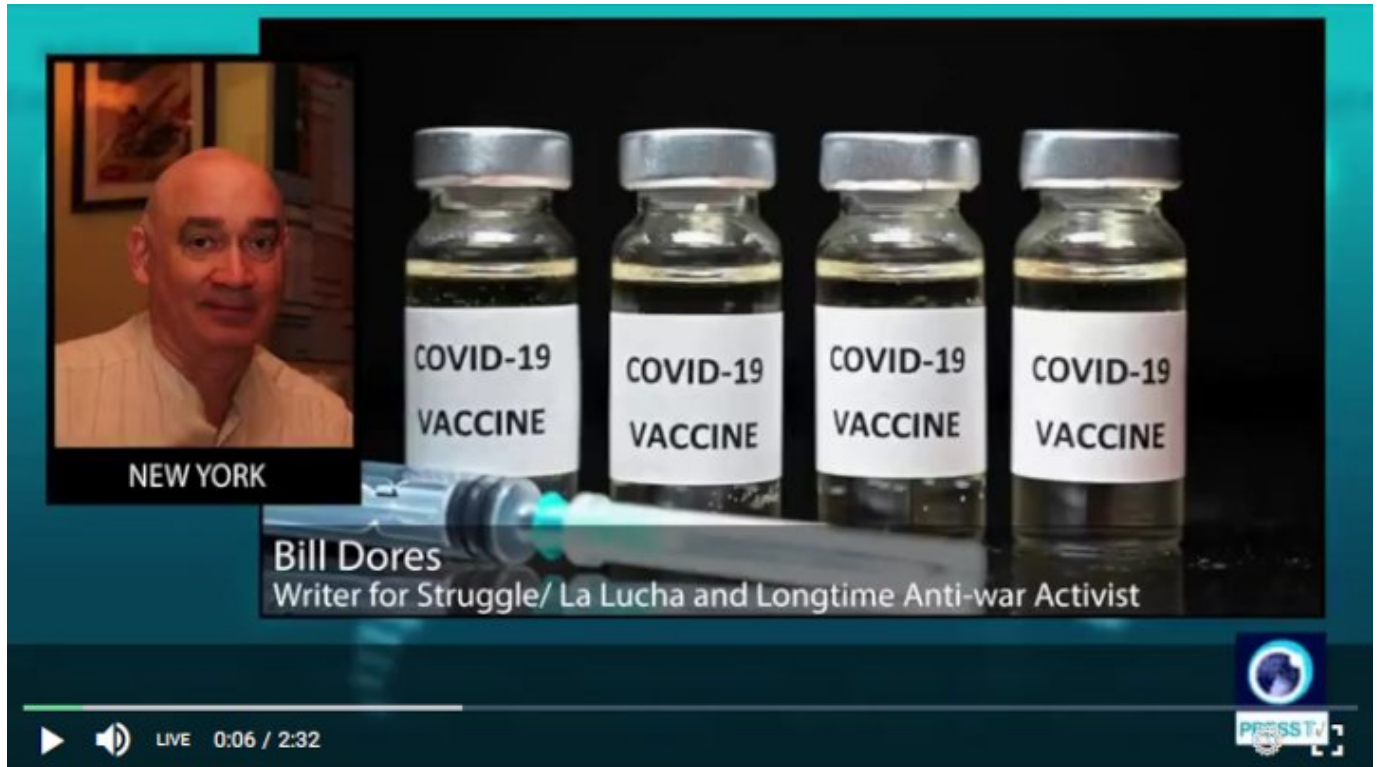 COVID-19
VACCINE
COVID-19
VACCINE
COVID-19
VACCINE
COVID-19
VACCINE
NEW YORK
Bill Dores
Writer for Struggle/ La Lucha and Longtime Anti-war Activist
PRESS TV
LIVE 0:06 / 2:32